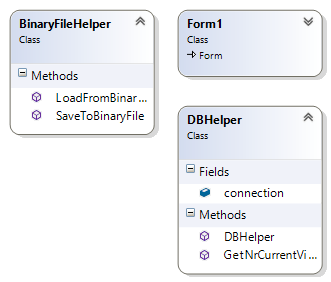 BinaryFileHelper
Class
Methods
LoadFromBinar...
SaveToBinaryFile
Form1
Class
Form
DBHelper
Class
Fields
connection
Methods
DBHelper
GetNrCurrentVi...